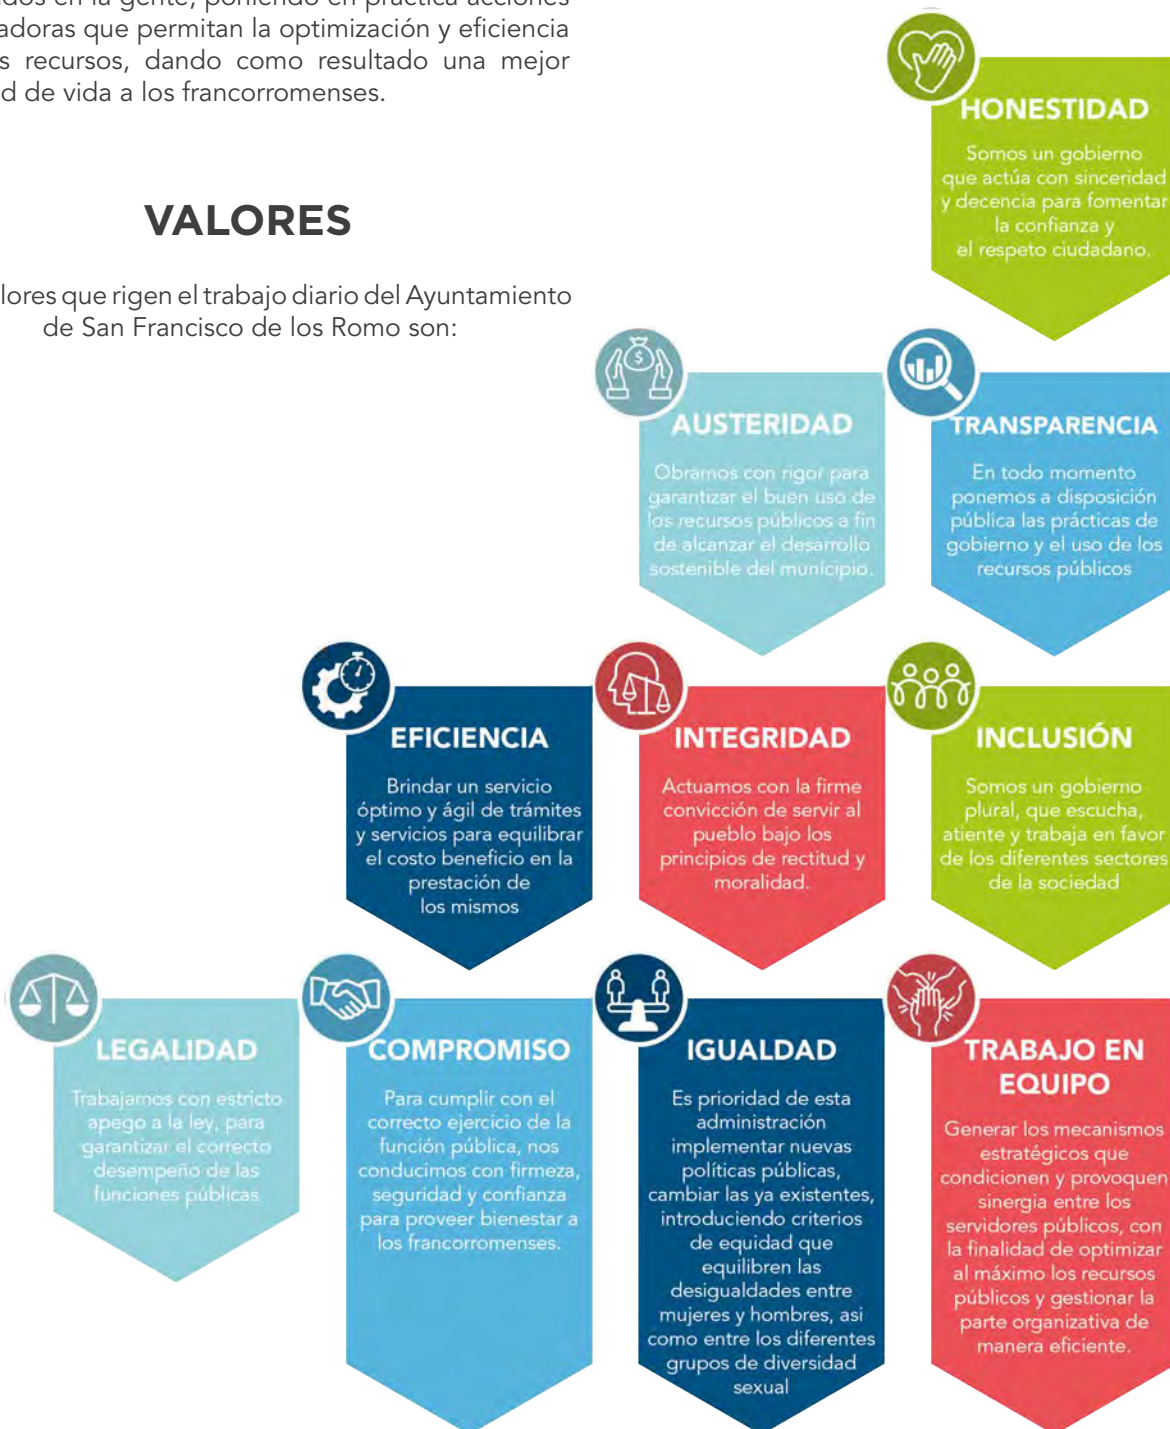 en la gente, poniendo en práctica acciones
que permitan la optimización y eficiencia
recursos, dando como resultado una mejor
de vida a los francorromenses.
VALORES
que rigen el trabajo diario del Ayuntamiento
de San Francisco de los Romo son:
HONESTIDAD
Somos un gobierno
que actúa con sinceridad
y decencia para fomentar
la confianza y
el respeto ciudadano.
AUSTERIDAD
Obramos con rigor para
garantizar el buen uso de
los recursos públicos a fin
de alcanzar el desarrollo
sostenible del municipio.
TRANSPARENCIA
En todo momento
ponemos a disposición
pública las prácticas de
gobierno y el uso de los
recursos públicos
EFICIENCIA
Brindar un servicio
óptimo y ágil de trámites
y servicios para equilibrar
el costo beneficio en la
prestación de
los mismos
INTEGRIDAD
Actuamos con la firme
convicción de servir al
pueblo bajo los
principios de rectitud y
moralidad.
INCLUSIÓN
Somos un gobierno
plural, que escucha,
atiente y trabaja en favor
de los diferentes sectores
de la sociedad
LEGALIDAD
Trabajamos con estricto
apego a la ley, para
garantizar el correcto
desempeño de las
funciones públicas
COMPROMISO
Para cumplir con el
correcto ejercicio de la
función pública, nos
conducimos con firmeza,
seguridad y confianza
para proveer bienestar a
los francorromenses.
IGUALDAD
Es prioridad de esta
administración
implementar nuevas
políticas públicas,
cambiar las ya existentes,
introduciendo criterios
de equidad que
equilibren las
desigualdades entre
mujeres y hombres, asi
como entre los diferentes
grupos de diversidad
sexual
TRABAJO EN
EQUIPO
Generar los mecanismos
estratégicos que
condicionen y provoquen
sinergia entre los
servidores públicos, con
la finalidad de optimizar
al máximo los recursos
públicos y gestionar la
parte organizativa de
manera eficiente.